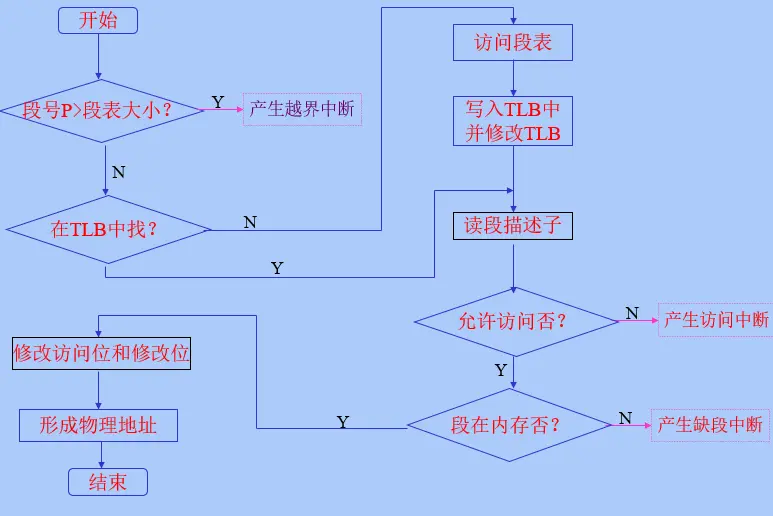 开始
段号P>段表大小？
Y
产生越界中断
N
在TLB中找？
N
Y
访问段表
写入TLB中
并修改TLB
读段描述子
允许访问否？
N
产生访问中断
Y
段在内存否？
N
产生缺段中断
Y
修改访问位和修改位
形成物理地址
结束